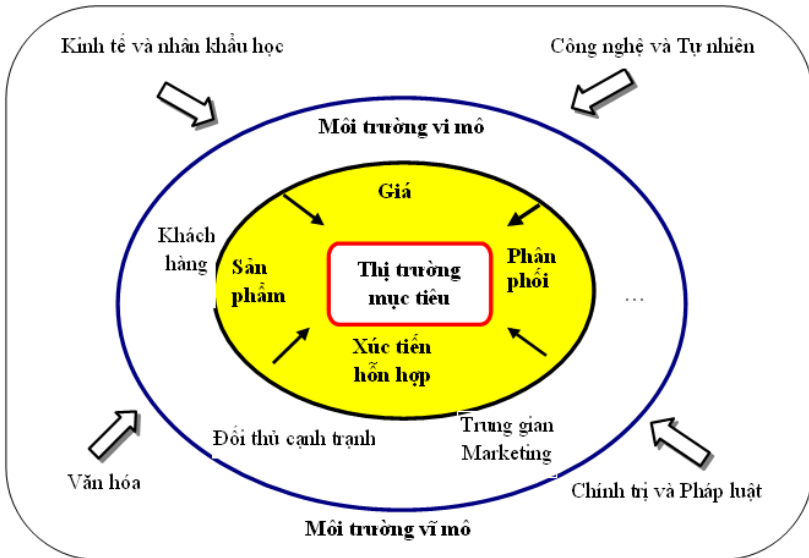 Kinh tế và nhân khẩu học
Công nghệ và Tự nhiên
Môi trường vi mô
Giá
Khách
hàng
Sản
phẩm
Thị trường
mục tiêu
Phân
phối
...
Xúc tiến
hỗn hợp
Đối thủ cạnh trạnh
Trung gian
Marketing
Văn hóa
Chính trị và Pháp luật
Môi trường vĩ mô